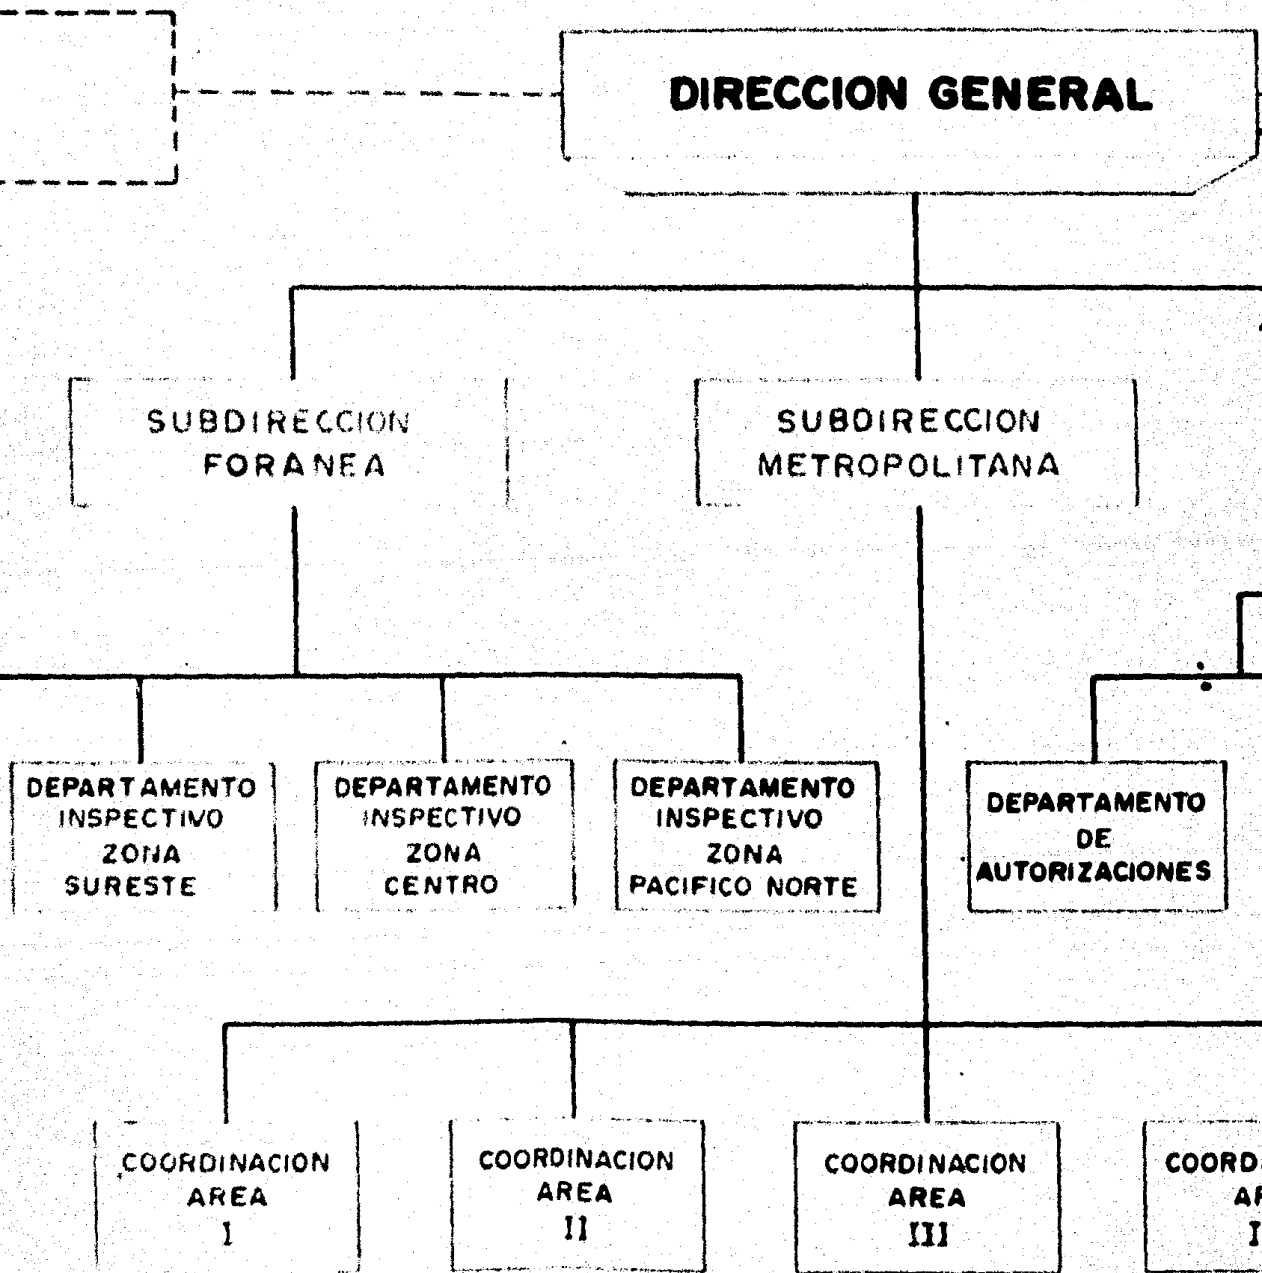 DIRECCION GENERAL
SUBDIRECCION
FORANEA
SUBDIRECCION
METROPOLITANA
DEPARTAMENTO
INSPECTIVO
ZONA
SURESTE
DEPARTAMENTO
INSPECTIVO
ZONA
CENTRO
DEPARTAMENTO
INSPECTIVO
ZONA
PACIFICO NORTE
DEPARTAMENTO
DE
AUTORIZACIONES
COORDINACION
AREA
I
COORDINACION
AREA
II
COORDINACION
AREA
III